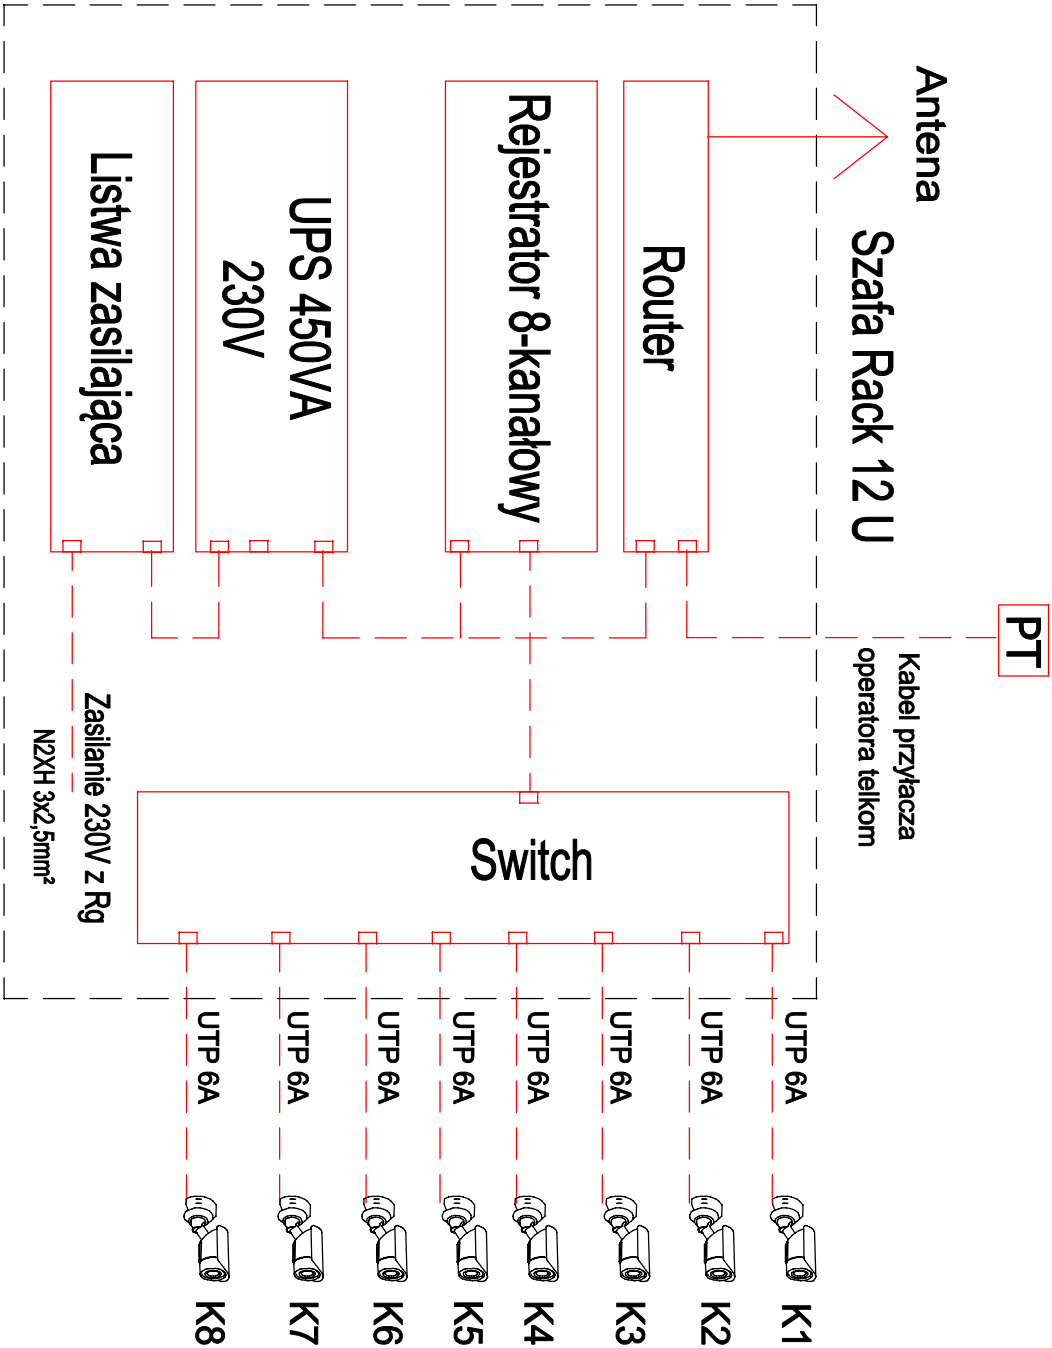 Antena
Szafa Rack 12 U
PT
Kabel przyłacza
operatora telkom
Router
Rejestrator 8-kanałowy
UPS 450VA
230V
Listwa zasilająca
Zasilanie 230V z Rg
N2XH 3x2,5mm²
Switch
UTP 6A
UTP 6A
UTP 6A
UTP 6A
UTP 6A
UTP 6A
UTP 6A
UTP 6A
K1
K2
K3
K4
K5
K6
K7
K8